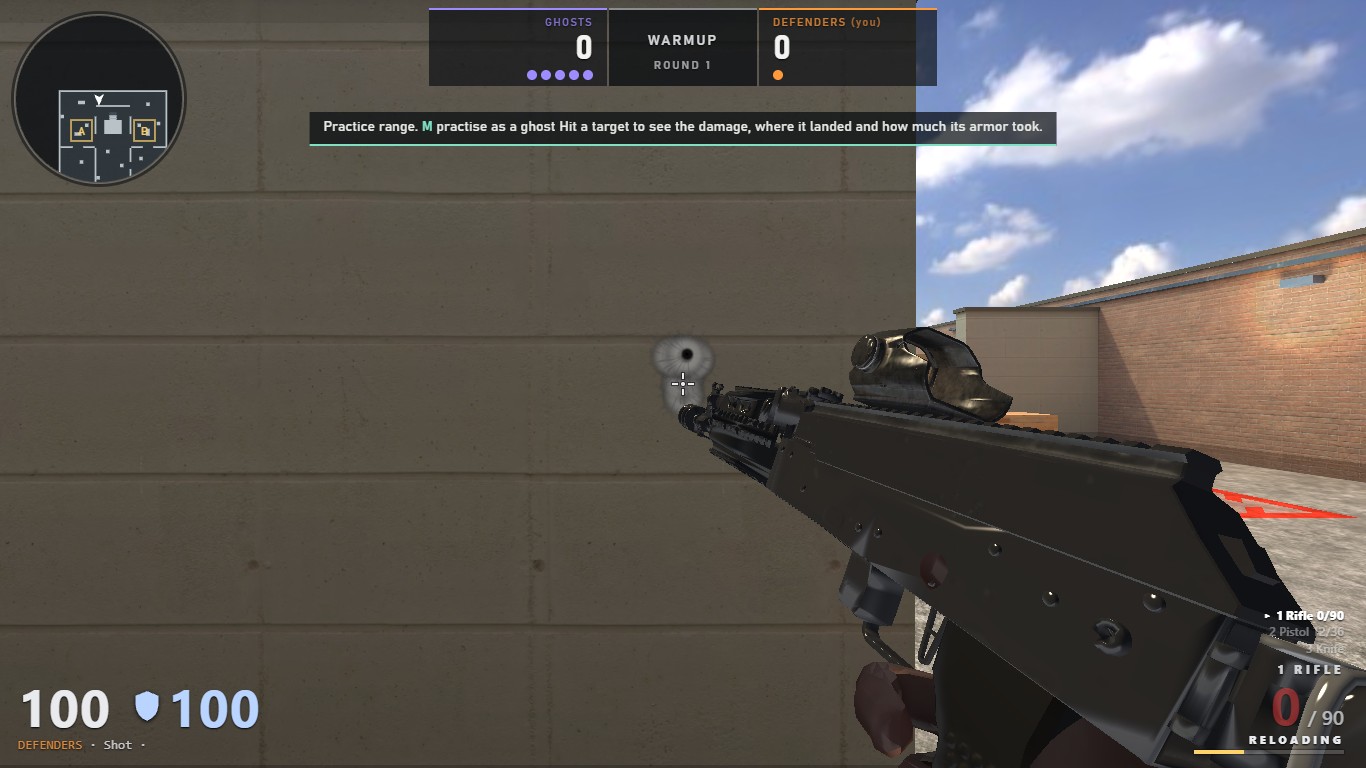 GHOSTS
0
WARMUP
ROUND 1
DEFENDERS (you)
0
Practice range. M practise as a ghost Hit a target to see the damage, where it landed and how much its armor took.
A
B
1 Rifle 0/90
2 Pistol 12/36
3 Knife
1 RIFLE
0 / 90
RELOADING
100 100
DEFENDERS · Shot ·